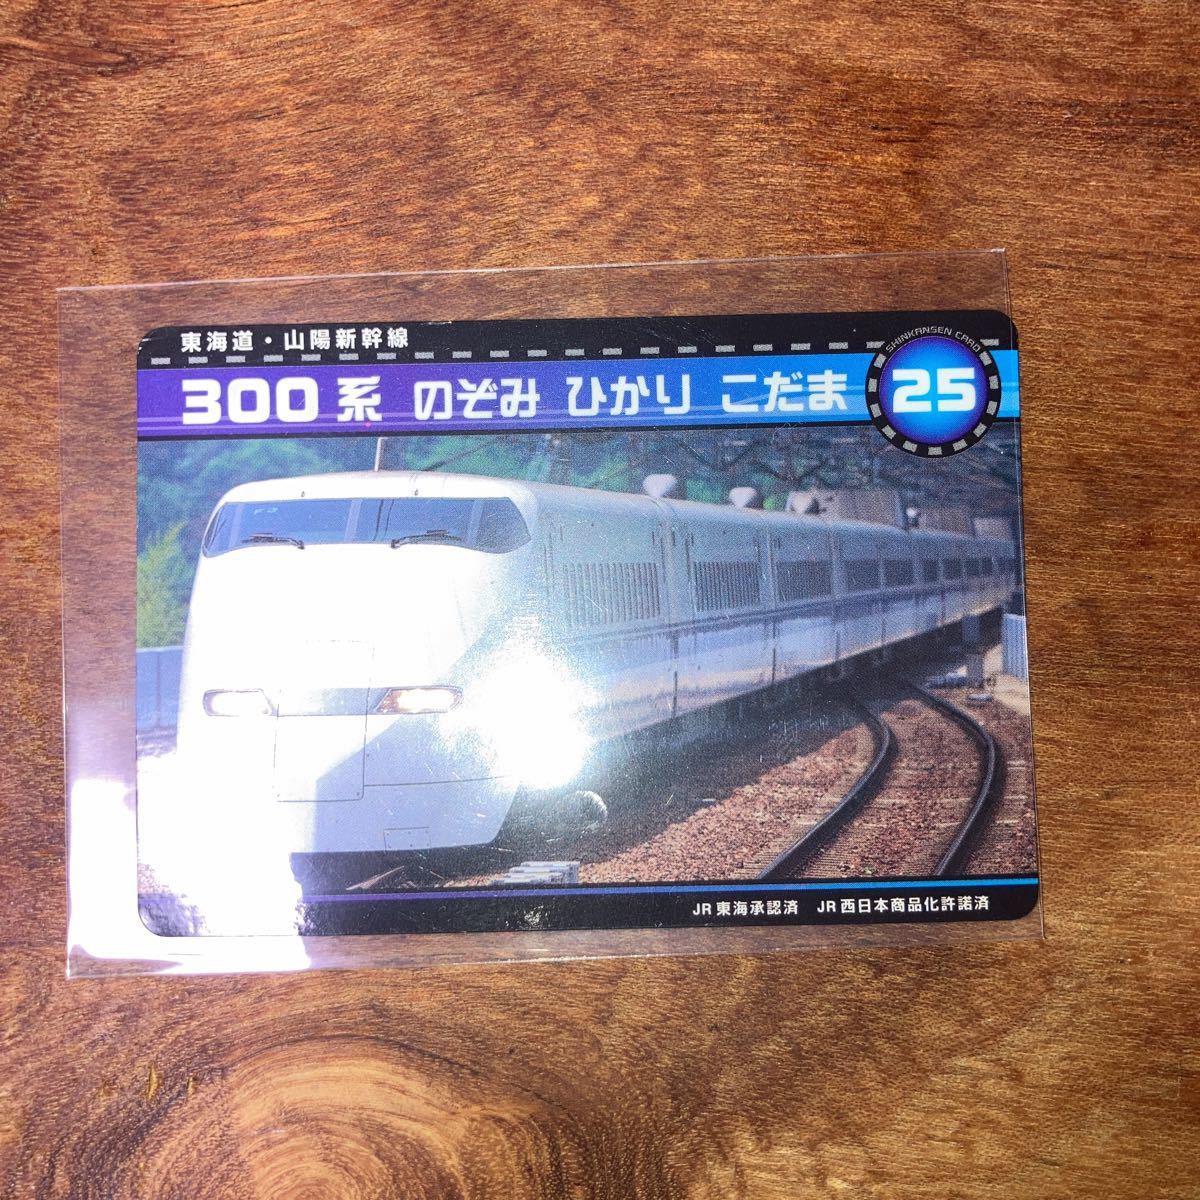 東海道・山陽新幹線
SHINKANSEN CARD
300系 のぞみ ひかり こだま
25
JR東海承認済 JR西日本商品化許諾済